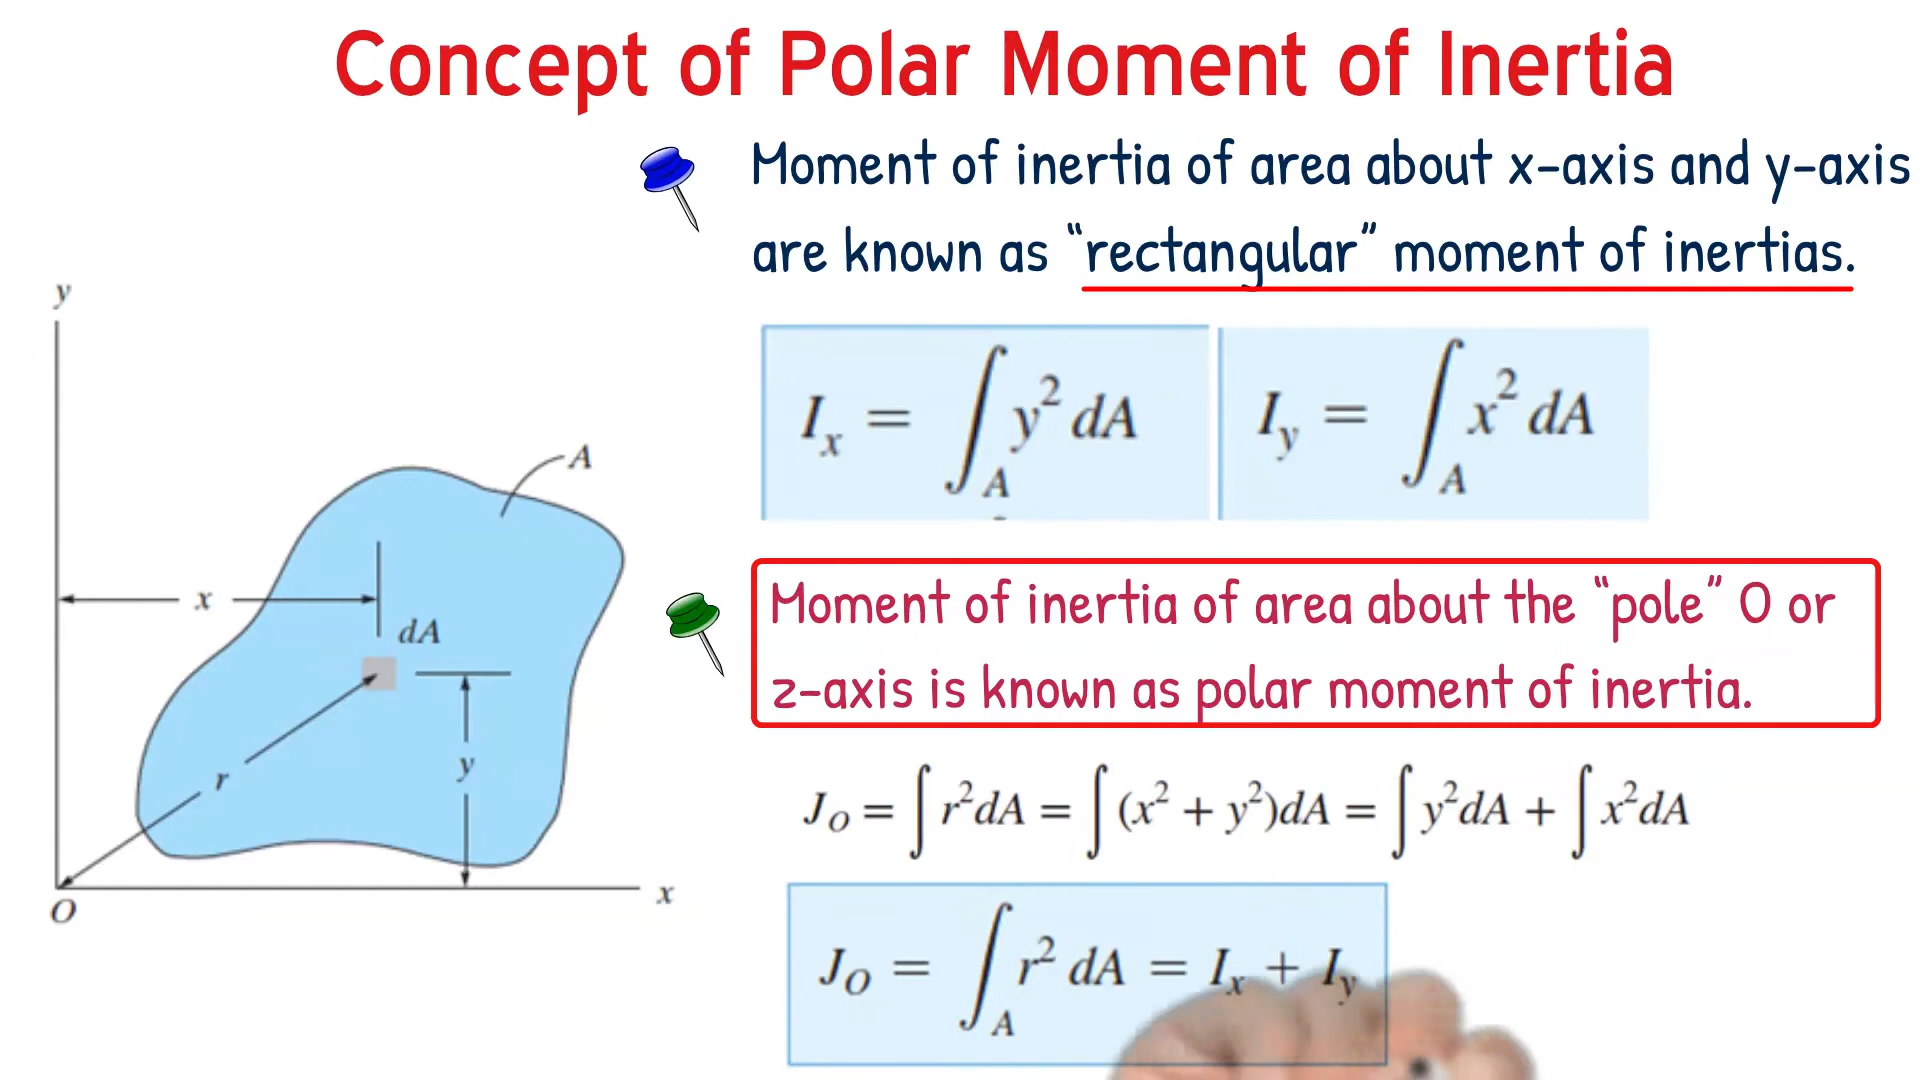 Concept of Polar Moment of Inertia
Moment of inertia of area about x-axis and y-axis
are known as “rectangular” moment of inertias.
I_x = ∫_A y² dA
I_y = ∫_A x² dA
Moment of inertia of area about the “pole” O or
z-axis is known as polar moment of inertia.
J_O = ∫ r²dA = ∫ (x² + y²)dA = ∫ y²dA + ∫ x²dA
J_O = ∫_A r² dA = I_x + I_y
y
A
x
dA
y
r
x
O